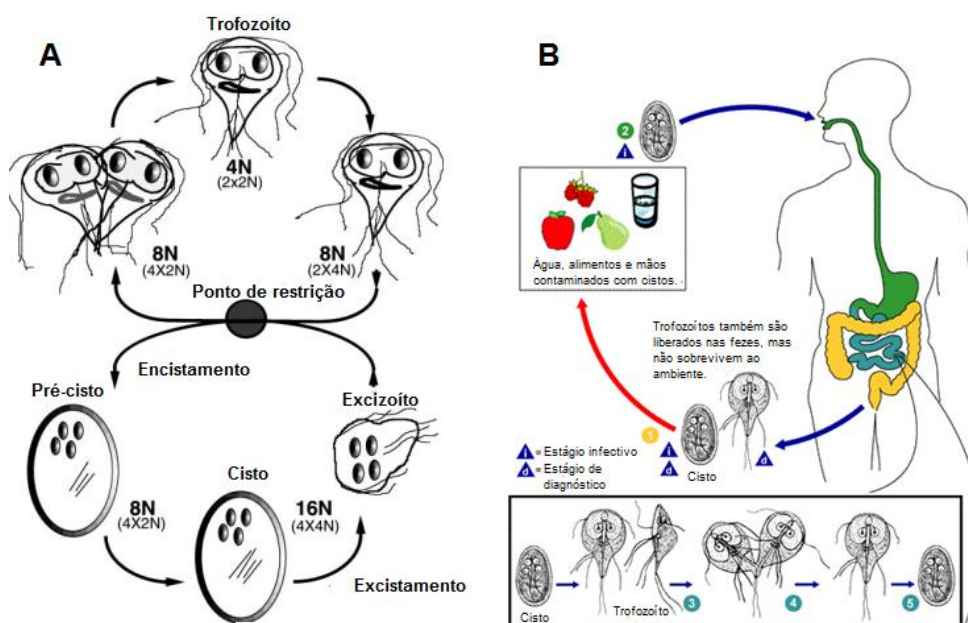 A
Trofozoíto
4N
(2x2N)
8N
(4X2N)
8N
(2X4N)
Ponto de restrição
Encistamento
Pré-cisto
Excizoíto
Cisto
8N
(4X2N)
16N
(4X4N)
Excistamento
B
2
i
Água, alimentos e mãos
contaminados com cistos.
Trofozoítos também são
liberados nas fezes, mas
não sobrevivem ao
ambiente.
1
i
d
d
Cisto
i = Estágio infectivo
d = Estágio de
diagnóstico
Cisto
Trofozoíto
3
4
5